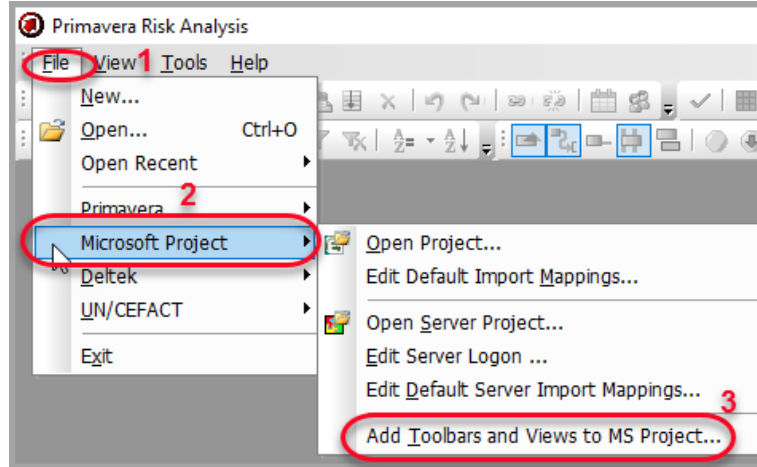 Primavera Risk Analysis
File View 1 Tools Help
New...
Open... Ctrl+O
Open Recent
Primavera 2
Microsoft Project
Deltek
UN/CEFACT
Exit
Open Project...
Edit Default Import Mappings...
Open Server Project...
Edit Server Logon ...
Edit Default Server Import Mappings...
3
Add Toolbars and Views to MS Project...